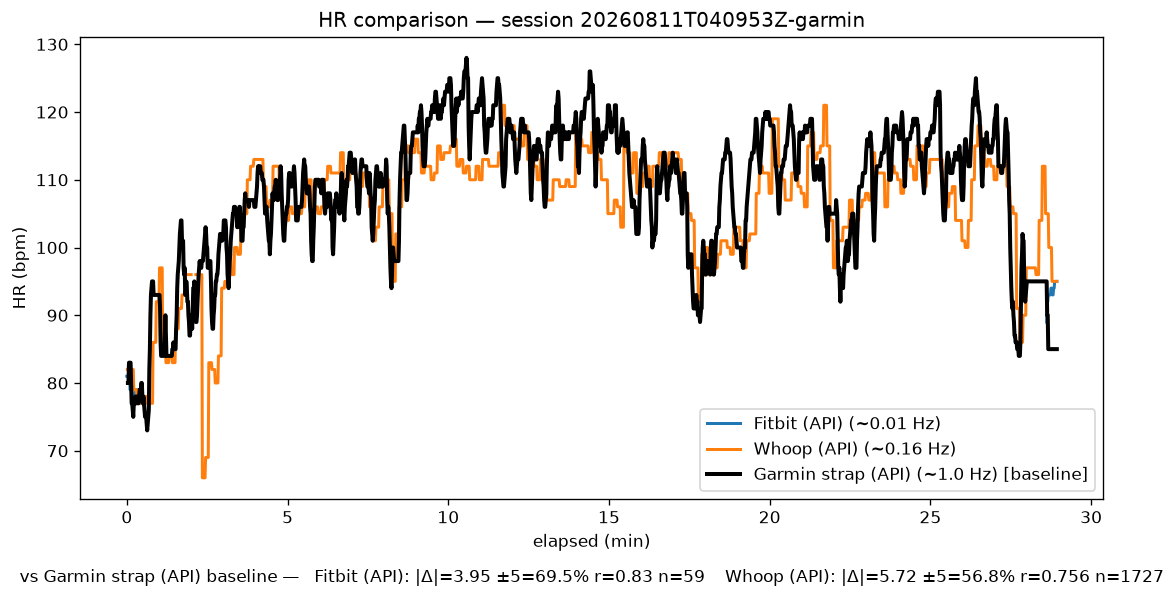 HR comparison — session 20260811T040953Z-garmin
130
120
110
100
90
80
70
HR (bpm)
0
5
10
15
20
25
30
elapsed (min)
Fitbit (API) (~0.01 Hz)
Whoop (API) (~0.16 Hz)
Garmin strap (API) (~1.0 Hz) [baseline]
vs Garmin strap (API) baseline — Fitbit (API): |Δ|=3.95 ±5=69.5% r=0.83 n=59 Whoop (API): |Δ|=5.72 ±5=56.8% r=0.756 n=1727